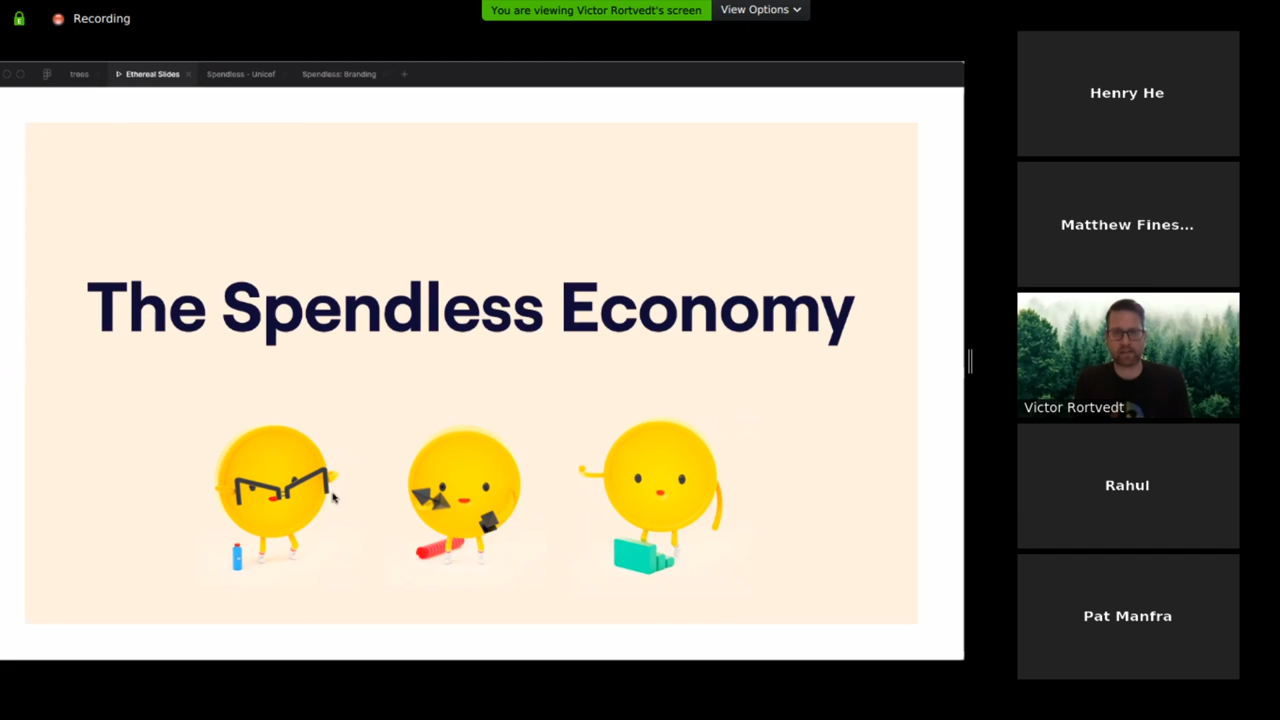 Recording
You are viewing Victor Rortvedt's screen
View Options
trees
Ethereal Slides
Spendless - Unicef
Spendless: Branding
The Spendless Economy
Henry He
Matthew Fines...
Victor Rortvedt
Rahul
Pat Manfra